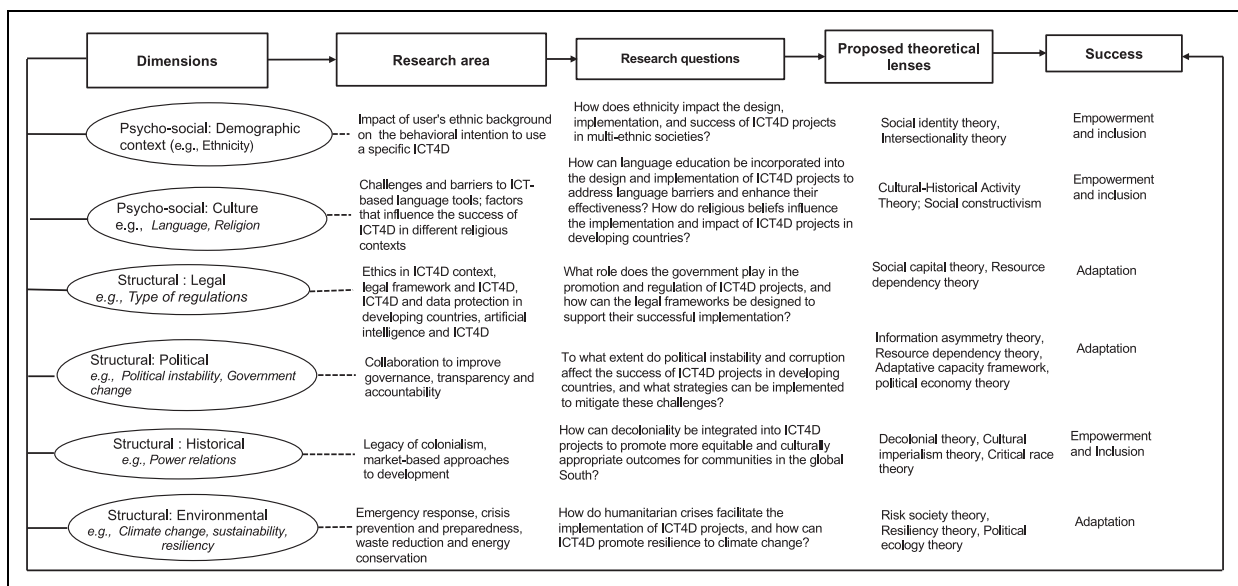 Dimensions
Research area
Research questions
Proposed theoretical
lenses
Success
Psycho-social: Demographic
context (e.g., Ethnicity)
Impact of user's ethnic background
on the behavioral intention to use
a specific ICT4D
How does ethnicity impact the design,
implementation, and success of ICT4D projects
in multi-ethnic societies?
Social identity theory,
Intersectionality theory
Empowerment
and inclusion
Psycho-social: Culture
e.g., Language, Religion
Challenges and barriers to ICT-
based language tools; factors
that influence the success of
ICT4D in different religious
contexts
How can language education be incorporated into
the design and implementation of ICT4D projects to
address language barriers and enhance their
effectiveness? How do religious beliefs influence
the implementation and impact of ICT4D projects in
developing countries?
Cultural-Historical Activity
Theory; Social constructivism
Empowerment
and inclusion
Structural : Legal
e.g., Type of regulations
Ethics in ICT4D context,
legal framework and ICT4D,
ICT4D and data protection in
developing countries, artificial
intelligence and ICT4D
What role does the government play in the
promotion and regulation of ICT4D projects, and
how can the legal frameworks be designed to
support their successful implementation?
Social capital theory, Resource
dependency theory
Adaptation
Structural: Political
e.g., Political instability, Government
change
Collaboration to improve
governance, transparency and
accountability
To what extent do political instability and corruption
affect the success of ICT4D projects in developing
countries, and what strategies can be implemented
to mitigate these challenges?
Information asymmetry theory,
Resource dependency theory,
Adaptative capacity framework,
political economy theory
Adaptation
Structural : Historical
e.g., Power relations
Legacy of colonialism,
market-based approaches
to development
How can decoloniality be integrated into ICT4D
projects to promote more equitable and culturally
appropriate outcomes for communities in the global
South?
Decolonial theory, Cultural
imperialism theory, Critical race
theory
Empowerment
and Inclusion
Structural: Environmental
e.g., Climate change, sustainability,
resiliency
Emergency response, crisis
prevention and preparedness,
waste reduction and energy
conservation
How do humanitarian crises facilitate the
implementation of ICT4D projects, and how can
ICT4D promote resilience to climate change?
Risk society theory,
Resiliency theory, Political
ecology theory
Adaptation